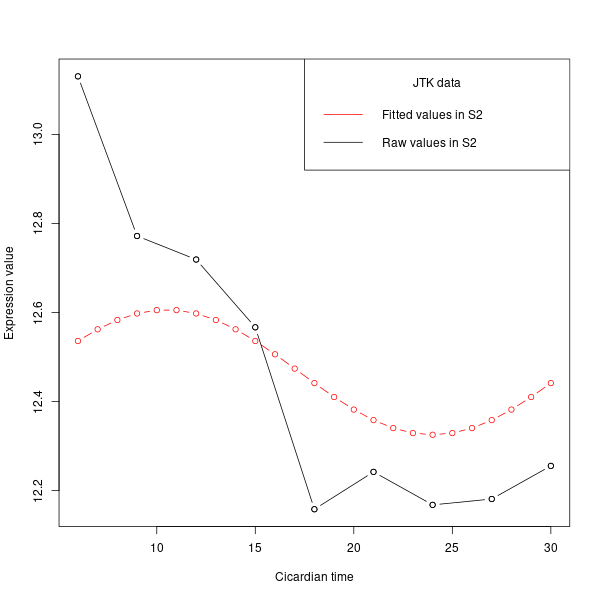 JTK data
Fitted values in S2
Raw values in S2
Expression value
13.0
12.8
12.6
12.4
12.2
10 15 20 25 30
Cicardian time